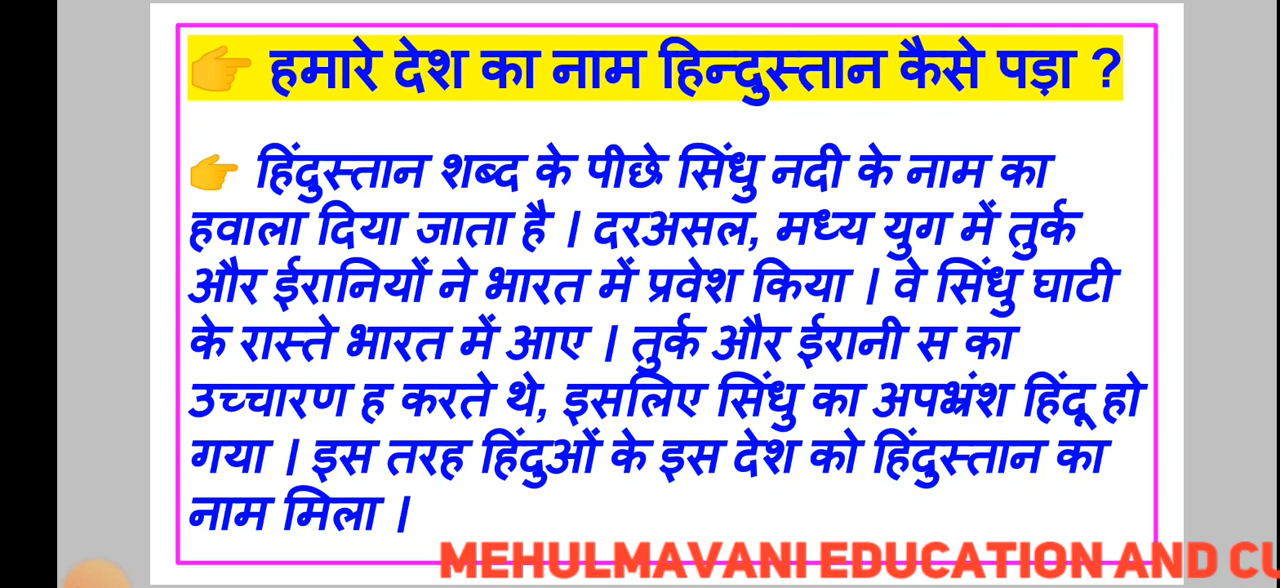 👉 हमारे देश का नाम हिन्दुस्तान कैसे पड़ा ?
👉 हिंदुस्तान शब्द के पीछे सिंधु नदी के नाम का
हवाला दिया जाता है । दरअसल, मध्य युग में तुर्क
और ईरानियों ने भारत में प्रवेश किया । वे सिंधु घाटी
के रास्ते भारत में आए । तुर्क और ईरानी स का
उच्चारण ह करते थे, इसलिए सिंधु का अपभ्रंश हिंदू हो
गया । इस तरह हिंदुओं के इस देश को हिंदुस्तान का
नाम मिला ।
MEHULMAVANI EDUCATION AND